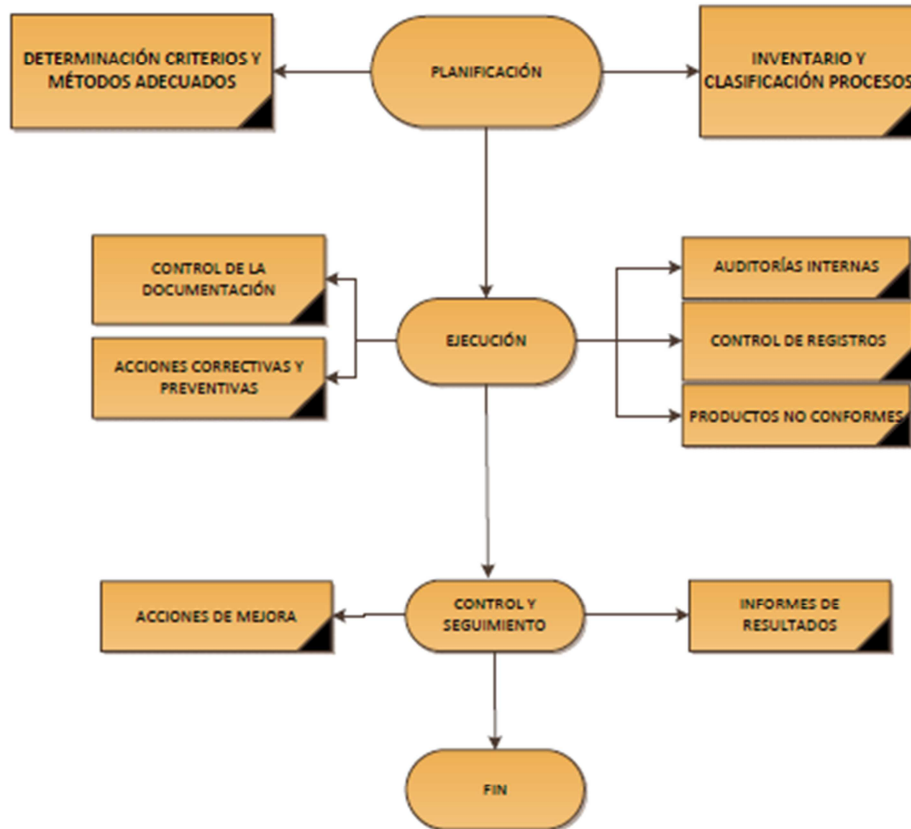 DETERMINACIÓN CRITERIOS Y
MÉTODOS ADECUADOS
PLANIFICACIÓN
INVENTARIO Y
CLASIFICACIÓN PROCESOS
CONTROL DE LA
DOCUMENTACIÓN
ACCIONES CORRECTIVAS Y
PREVENTIVAS
EJECUCIÓN
AUDITORÍAS INTERNAS
CONTROL DE REGISTROS
PRODUCTOS NO CONFORMES
ACCIONES DE MEJORA
CONTROL Y
SEGUIMIENTO
INFORMES DE
RESULTADOS
FIN